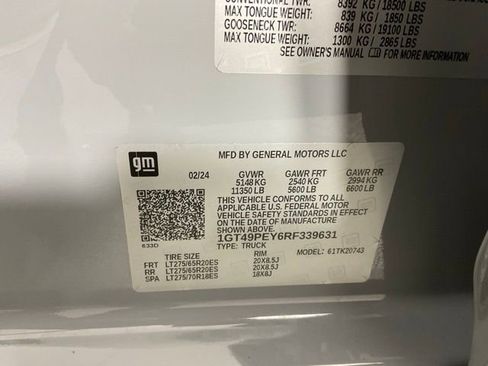 CONVENTIONAL TWR: 8392 KG / 18500 LBS
MAX TONGUE WEIGHT: 839 KG / 1850 LBS
GOOSENECK TWR: 8664 KG / 19100 LBS
MAX TONGUE WEIGHT: 1300 KG / 2865 LBS
SEE OWNER'S MANUAL FOR MORE INFORMATION
gm
MFD BY GENERAL MOTORS LLC
02/24 GVWR GAWR FRT GAWR RR
5148 KG 2540 KG 2994 KG
11350 LB 5600 LB 6600 LB
THIS VEHICLE CONFORMS TO ALL
APPLICABLE U.S. FEDERAL MOTOR
VEHICLE SAFETY STANDARDS IN
EFFECT ON THE DATE OF
MANUFACTURE SHOWN ABOVE.
1GT49PEY6RF339631
TYPE: TRUCK MODEL: 61TK20743
633D
TIRE SIZE RIM
FRT LT275/65R20ES 20X8.5J
RR LT275/65R20ES 20X8.5J
SPA LT275/70R18ES 18X8J